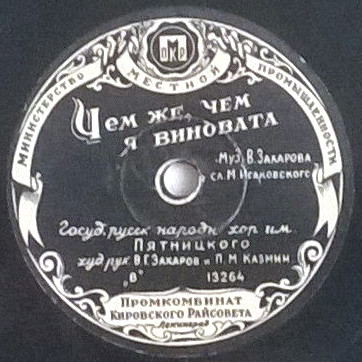 МОКВ
МИНИСТЕРСТВО МЕСТНОЙ ПРОМЫШЛЕННОСТИ
Чем же, чем
я виновата
Муз. В. Захарова
сл. М. Исаковского
Госуд. русск народн хор им.
Пятницкого
худ рук В. Г. Захаров и П. М. Казмин
„В" 13264
Промкомбинат
Кировского Райсовета
Ленинград